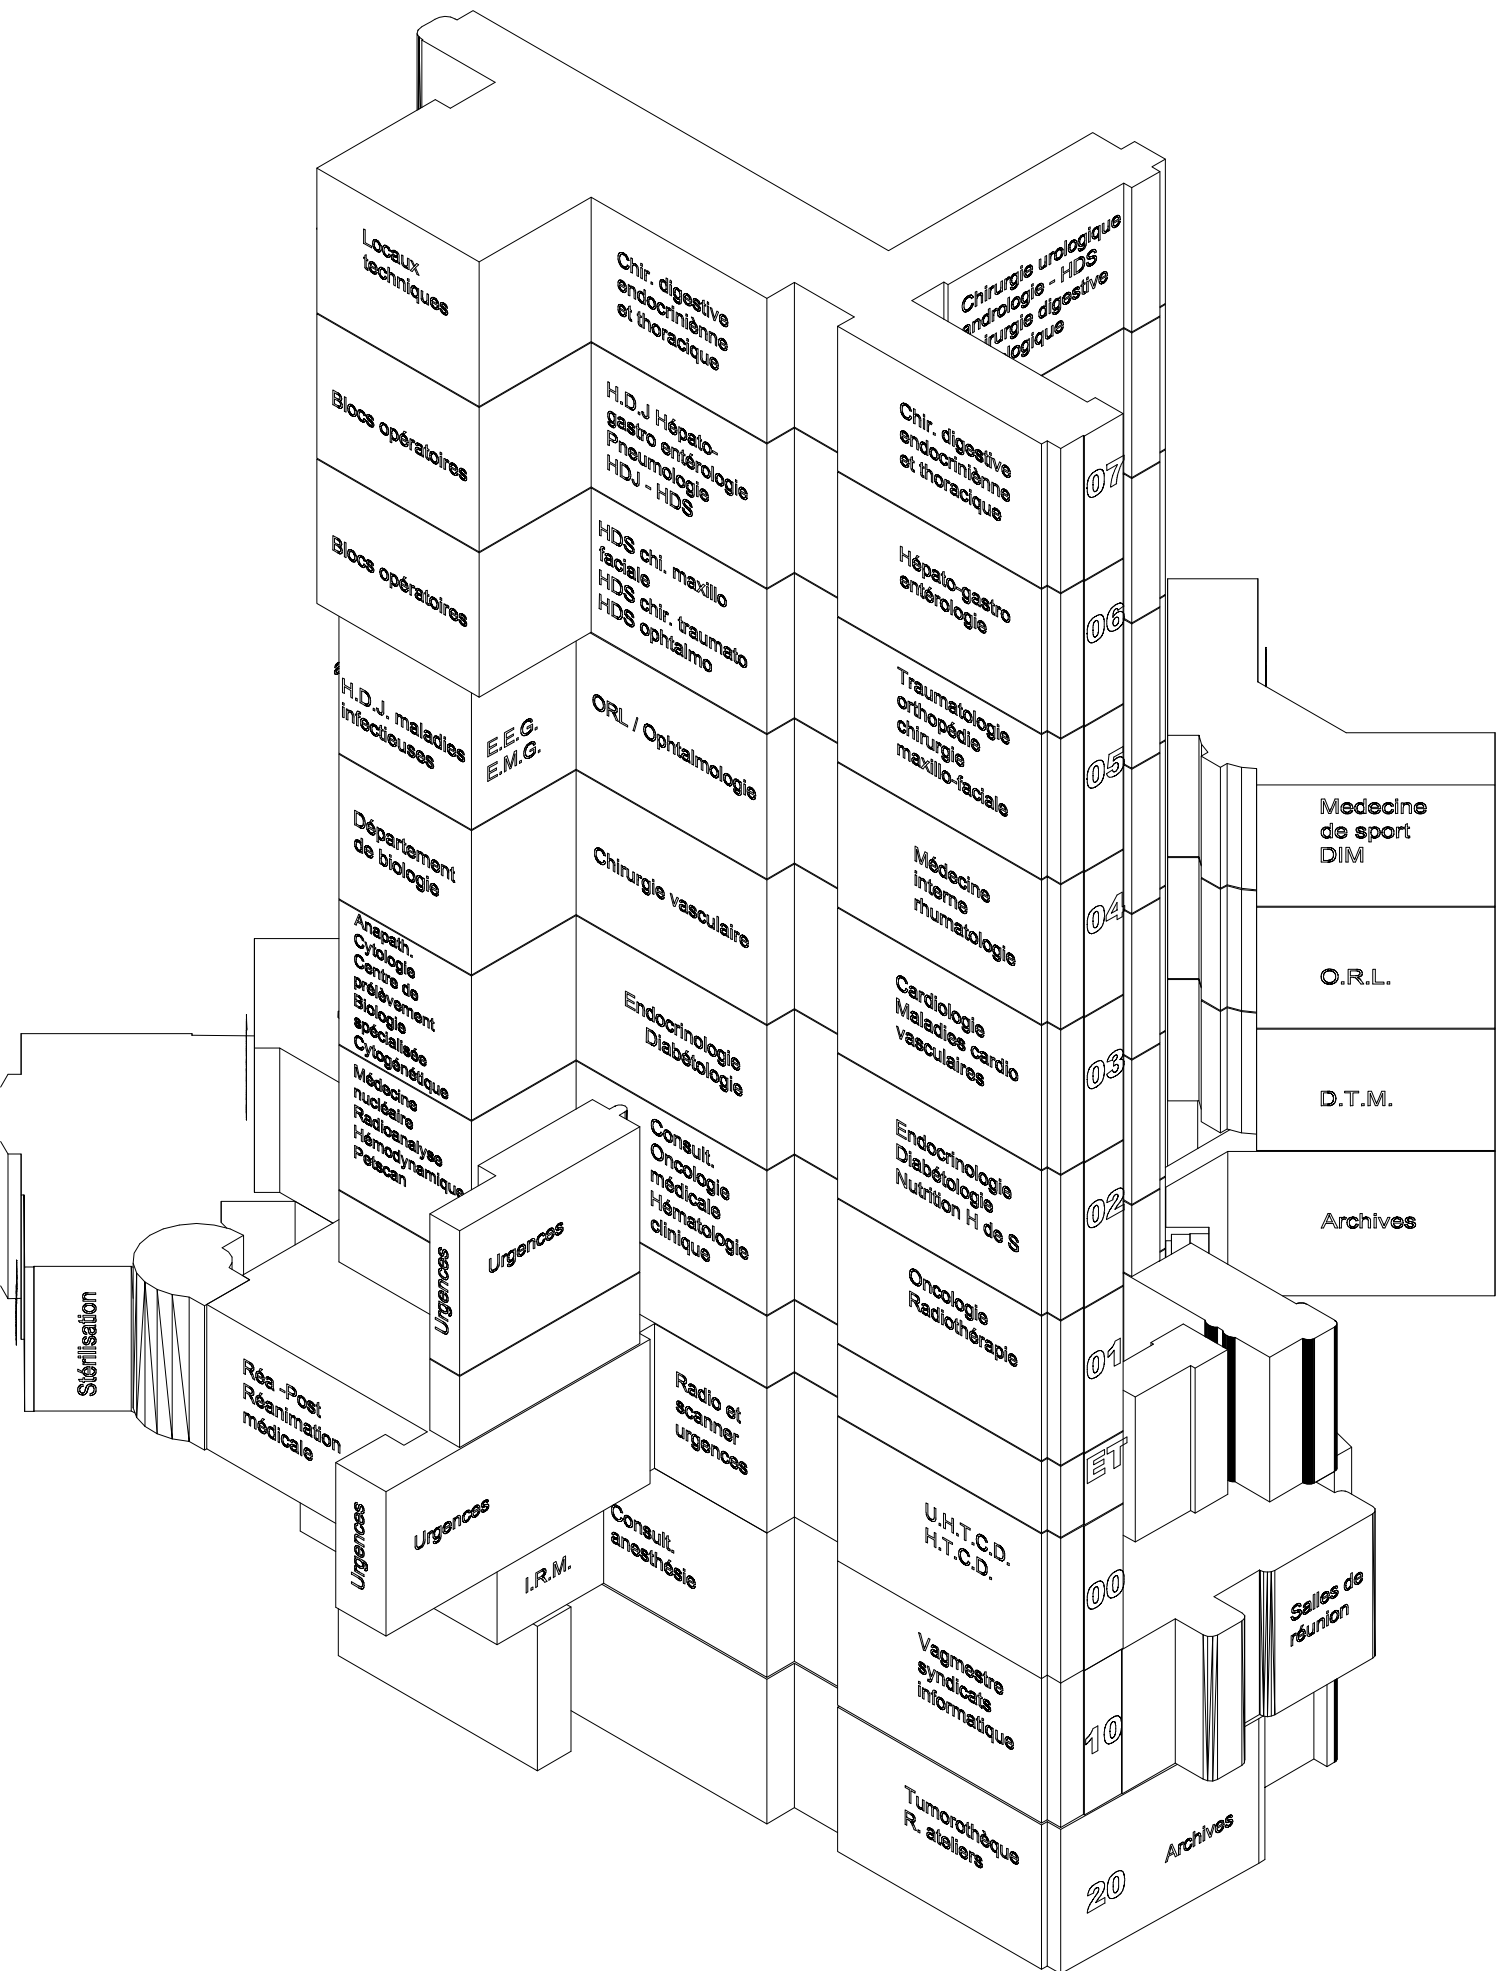 Locaux
techniques
Blocs opératoires
Blocs opératoires
H.D.J. maladies
infectieuses
E.E.G.
E.M.G.
Département
de biologie
Anapath.
Cytologie
Centre de
prélèvement
Biologie
spécialisée
Cytogénétique
Médecine
nucléaire
Radioanalyse
Hémodynamique
Petscan
Chir. digestive
endocriniènne
et thoracique
H.D.J Hépato-
gastro entérologie
Pneumologie
HDJ - HDS
HDS chi. maxillo
faciale
HDS chir. traumato
HDS ophtalmo
ORL / Ophtalmologie
Chirurgie vasculaire
Endocrinologie
Diabétologie
Consult.
Oncologie
médicale
Hématologie
clinique
Radio et
scanner
urgences
Consult.
anesthésie
Chirurgie urologique
andrologie - HDS
irurgie digestive
ologique
Chir. digestive
endocriniènne
et thoracique
Hépato-gastro
entérologie
Traumatologie
orthopédie
chirurgie
maxillo-faciale
Médecine
interne
rhumatologie
Cardiologie
Maladies cardio
vasculaires
Endocrinologie
Diabétologie
Nutrition H de S
Oncologie
Radiothérapie
U.H.T.C.D.
H.T.C.D.
Vagmestre
syndicats
informatique
Tumorothèque
R. ateliers
07
06
05
04
03
02
01
ET
00
10
20
Medecine
de sport
DIM
O.R.L.
D.T.M.
Archives
Salles de
réunion
Archives
Stérilisation
Réa -Post
Réanimation
médicale
Urgences
Urgences
Urgences
Urgences
I.R.M.